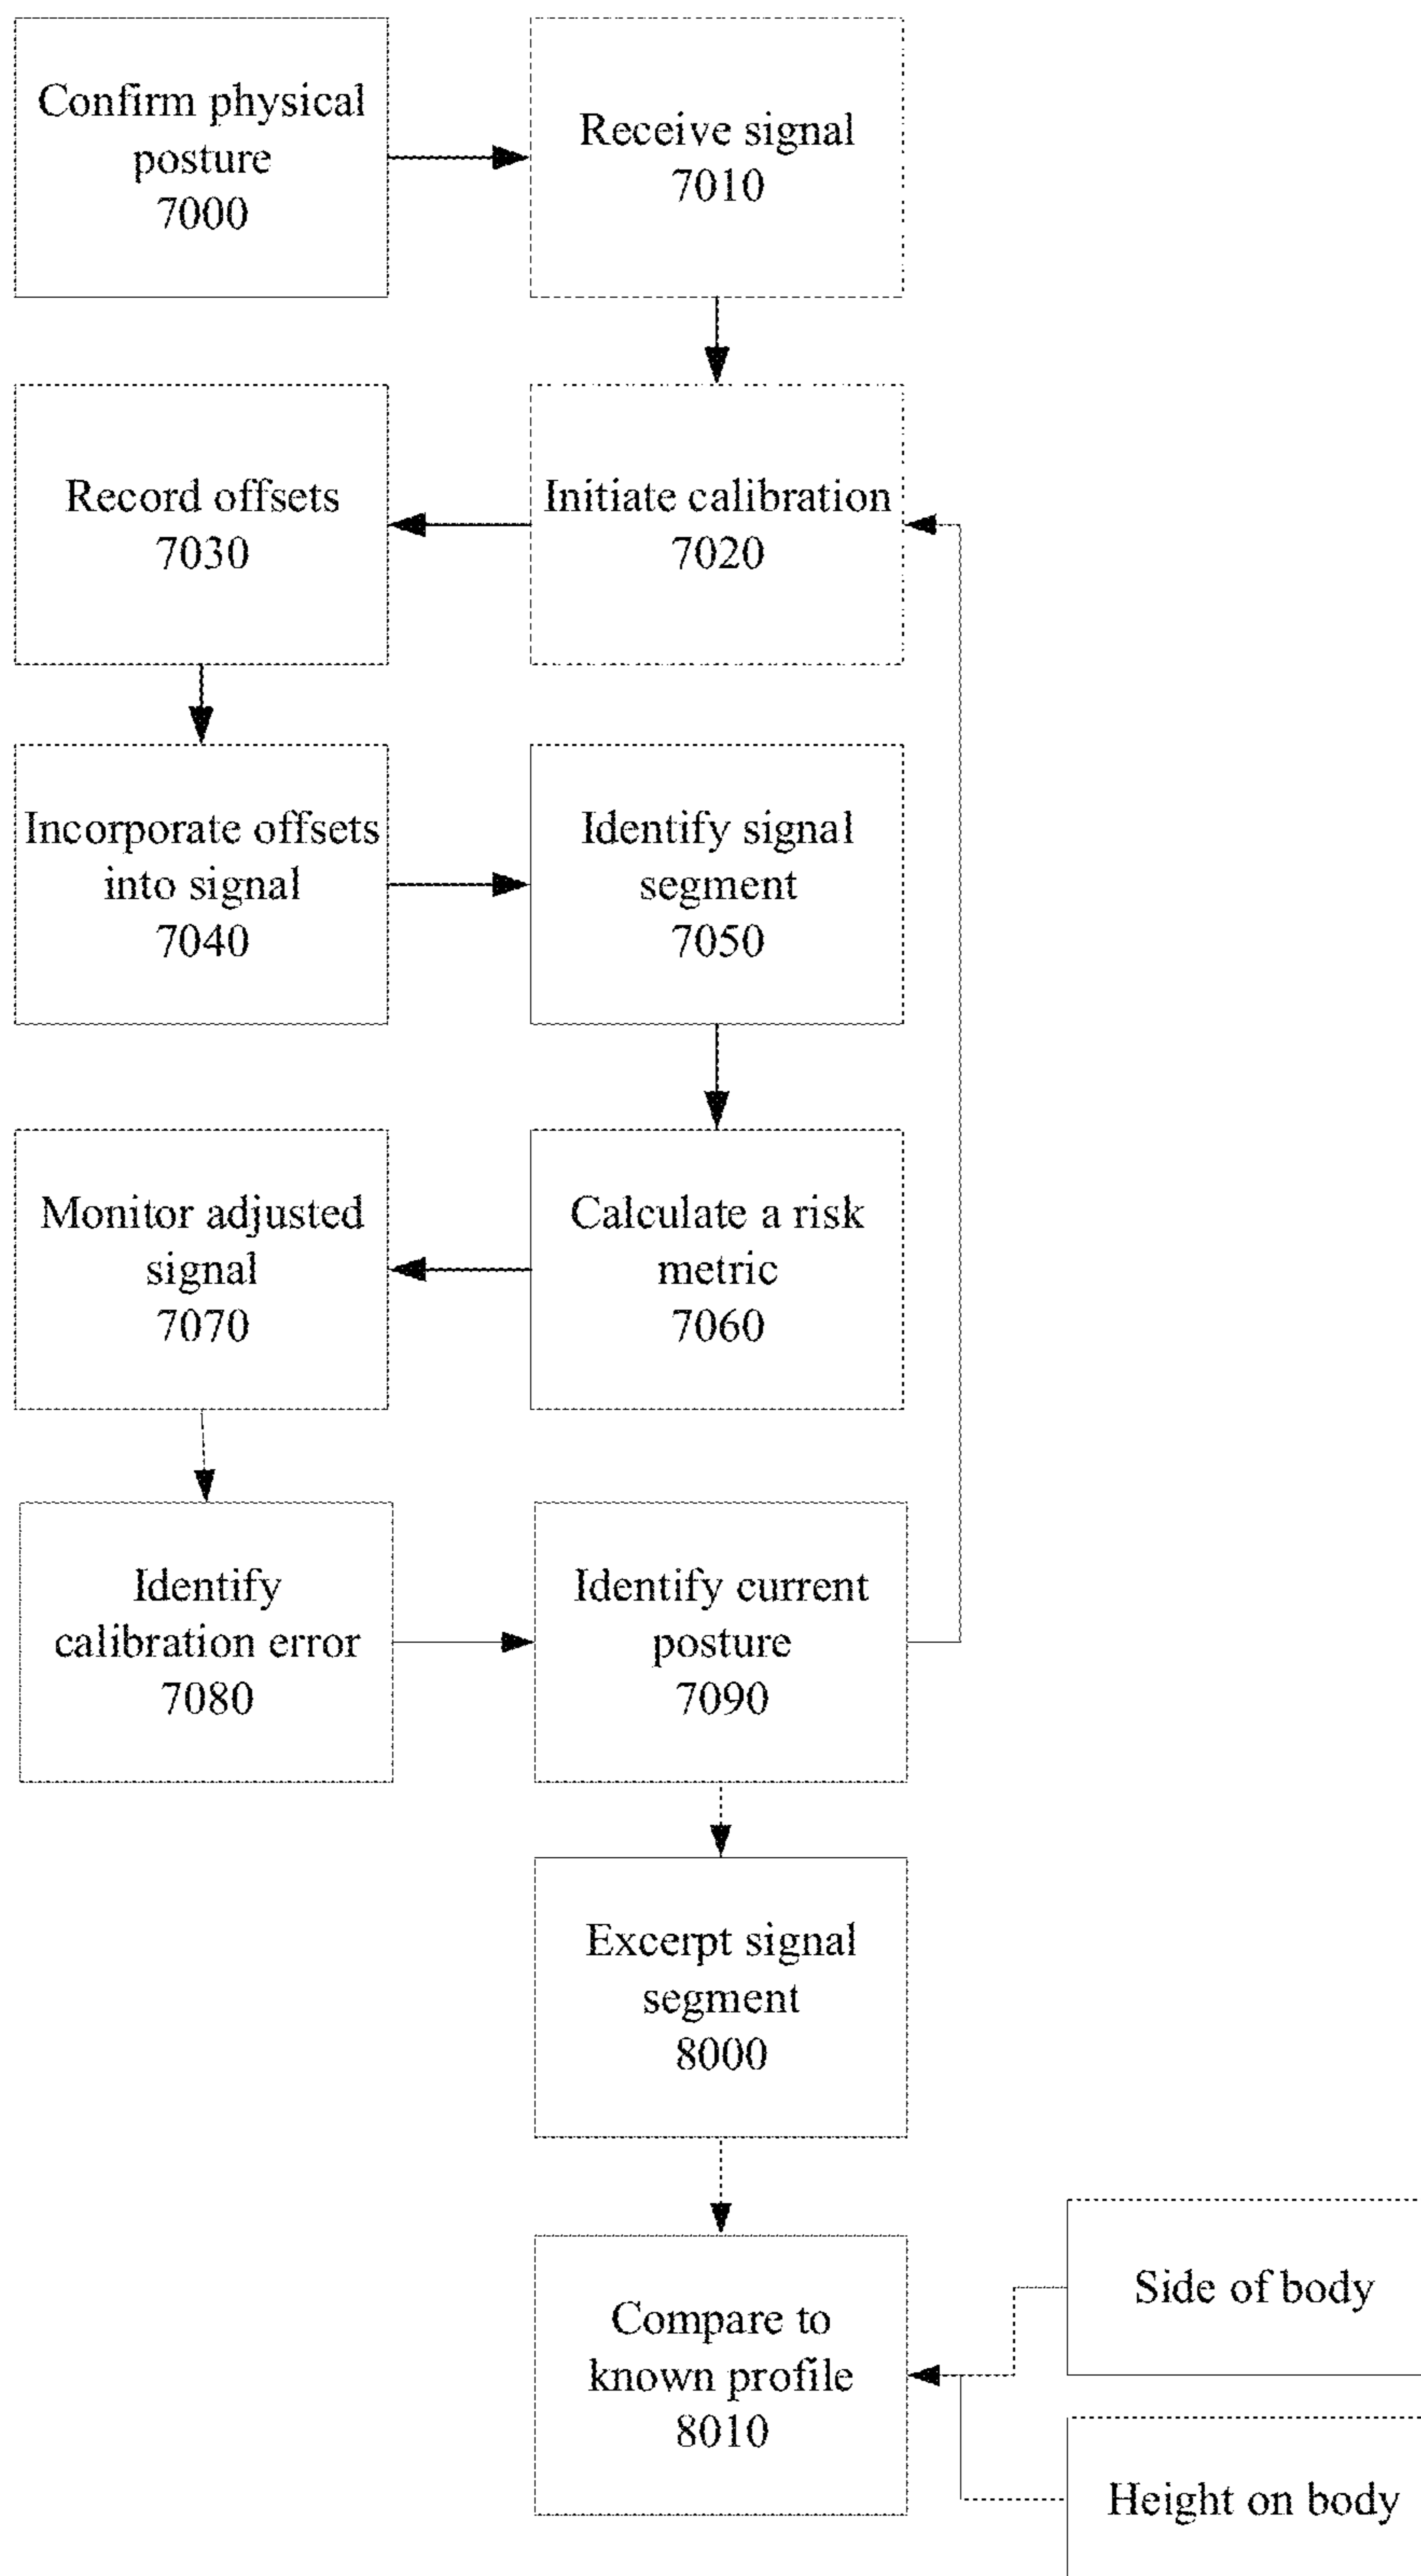 Confirm physical
posture
7000
Receive signal
7010
Record offsets
7030
Initiate calibration
7020
Incorporate offsets
into signal
7040
Identify signal
segment
7050
Monitor adjusted
signal
7070
Calculate a risk
metric
7060
Identify
calibration error
7080
Identify current
posture
7090
Excerpt signal
segment
8000
Compare to
known profile
8010
Side of body
Height on body